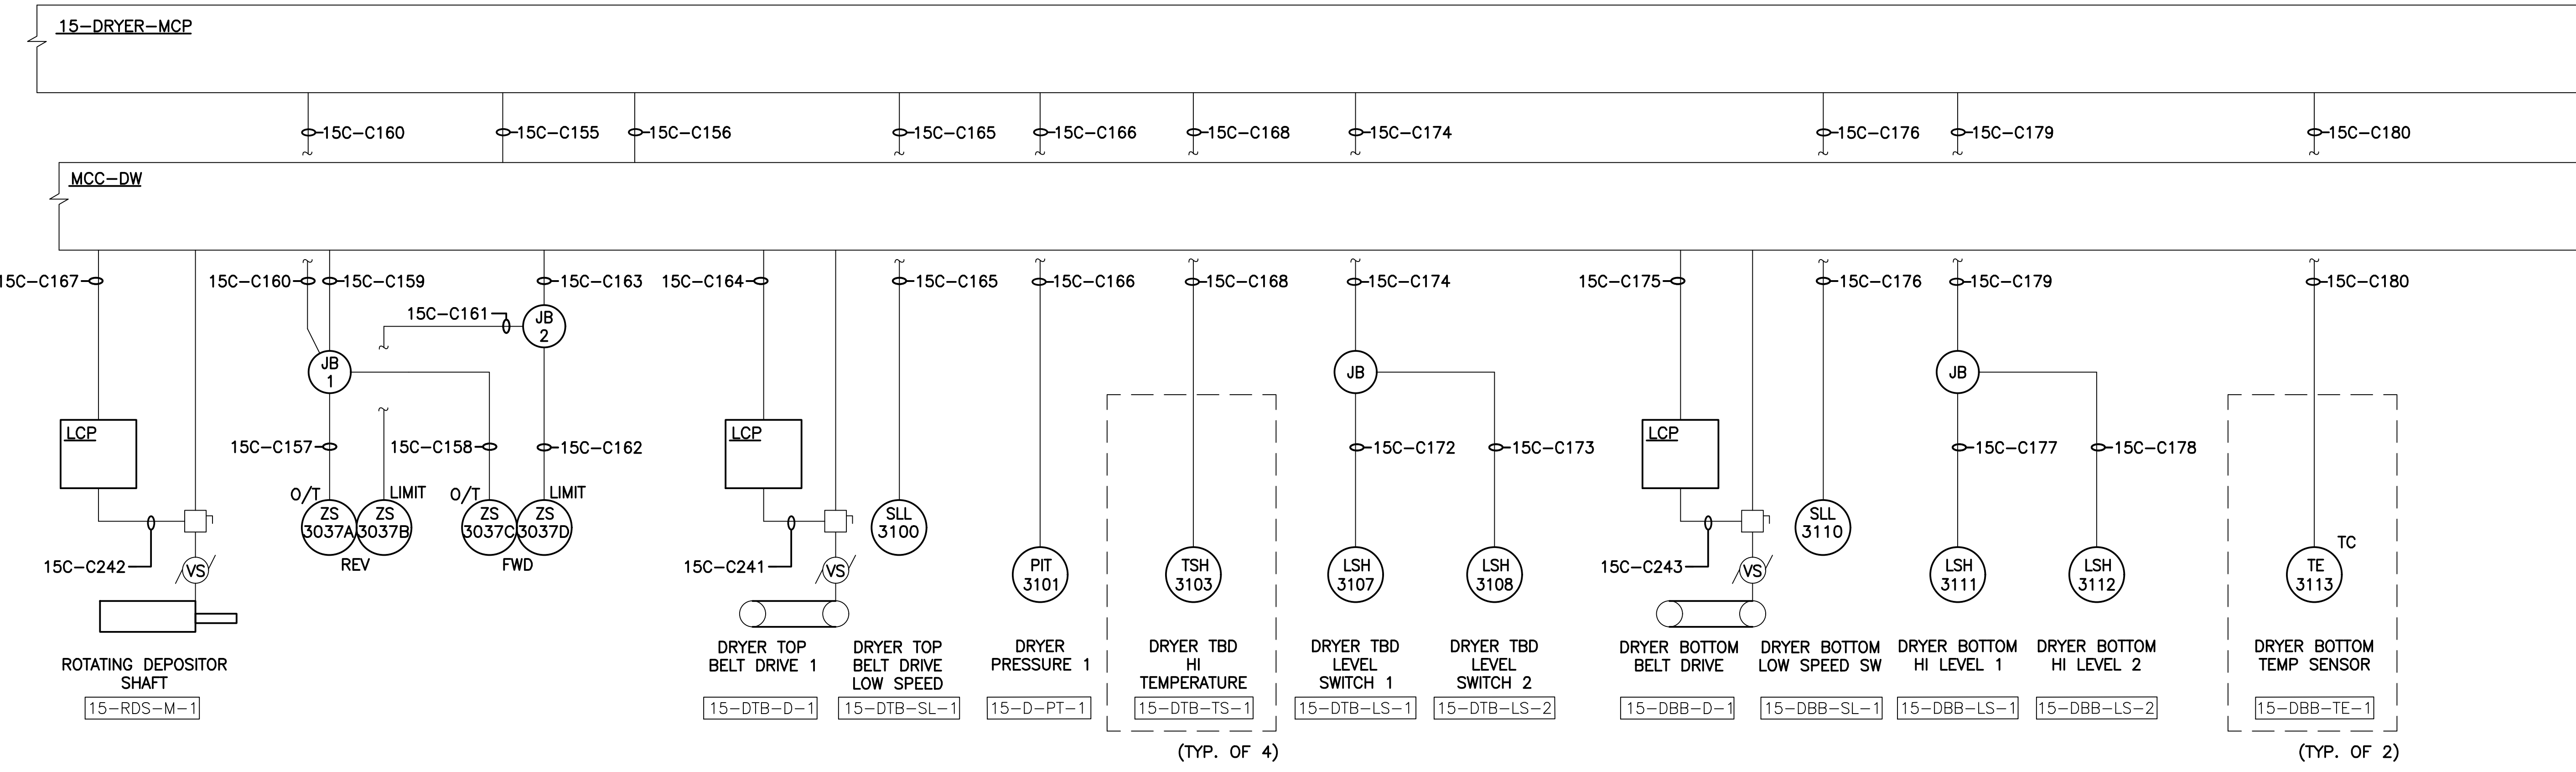 15-DRYER-MCP
15C-C160
15C-C155
15C-C156
15C-C165
15C-C166
15C-C168
15C-C174
15C-C176
15C-C179
15C-C180
MCC-DW
15C-C167
15C-C160
15C-C159
15C-C163
15C-C164
15C-C165
15C-C166
15C-C168
15C-C174
15C-C175
15C-C176
15C-C179
15C-C180
15C-C161
JB
2
JB
1
JB
JB
LCP
LCP
LCP
15C-C157
15C-C158
15C-C162
15C-C172
15C-C173
15C-C177
15C-C178
O/T
LIMIT
O/T
LIMIT
ZS
3037A
ZS
3037B
ZS
3037C
ZS
3037D
REV
FWD
SLL
3100
SLL
3110
15C-C242
VS
15C-C241
VS
15C-C243
VS
PIT
3101
TSH
3103
LSH
3107
LSH
3108
LSH
3111
LSH
3112
TC
TE
3113
ROTATING DEPOSITOR
SHAFT
15-RDS-M-1
DRYER TOP
BELT DRIVE 1
15-DTB-D-1
DRYER TOP
BELT DRIVE
LOW SPEED
15-DTB-SL-1
DRYER
PRESSURE 1
15-D-PT-1
DRYER TBD
HI
TEMPERATURE
15-DTB-TS-1
(TYP. OF 4)
DRYER TBD
LEVEL
SWITCH 1
15-DTB-LS-1
DRYER TBD
LEVEL
SWITCH 2
15-DTB-LS-2
DRYER BOTTOM
BELT DRIVE
15-DBB-D-1
DRYER BOTTOM
LOW SPEED SW
15-DBB-SL-1
DRYER BOTTOM
HI LEVEL 1
15-DBB-LS-1
DRYER BOTTOM
HI LEVEL 2
15-DBB-LS-2
DRYER BOTTOM
TEMP SENSOR
15-DBB-TE-1
(TYP. OF 2)